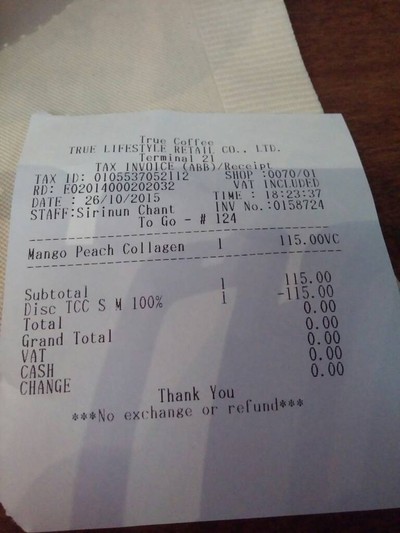 True Coffee
TRUE LIFESTYLE RETAIL CO., LTD.
Terminal 21
TAX INVOICE (ABB)/Receipt
TAX ID: 0105537052112 SHOP :0070/01
RD: E02014000202032 VAT INCLUDED
DATE : 26/10/2015 TIME : 18:23:37
STAFF:Sirinun Chant INV No.:0158724
To Go - # 124
Mango Peach Collagen 1 115.00VC
Subtotal 1 115.00
Disc TCC S M 100% 1 -115.00
Total 0.00
Grand Total 0.00
VAT 0.00
CASH 0.00
CHANGE 0.00
Thank You
***No exchange or refund***